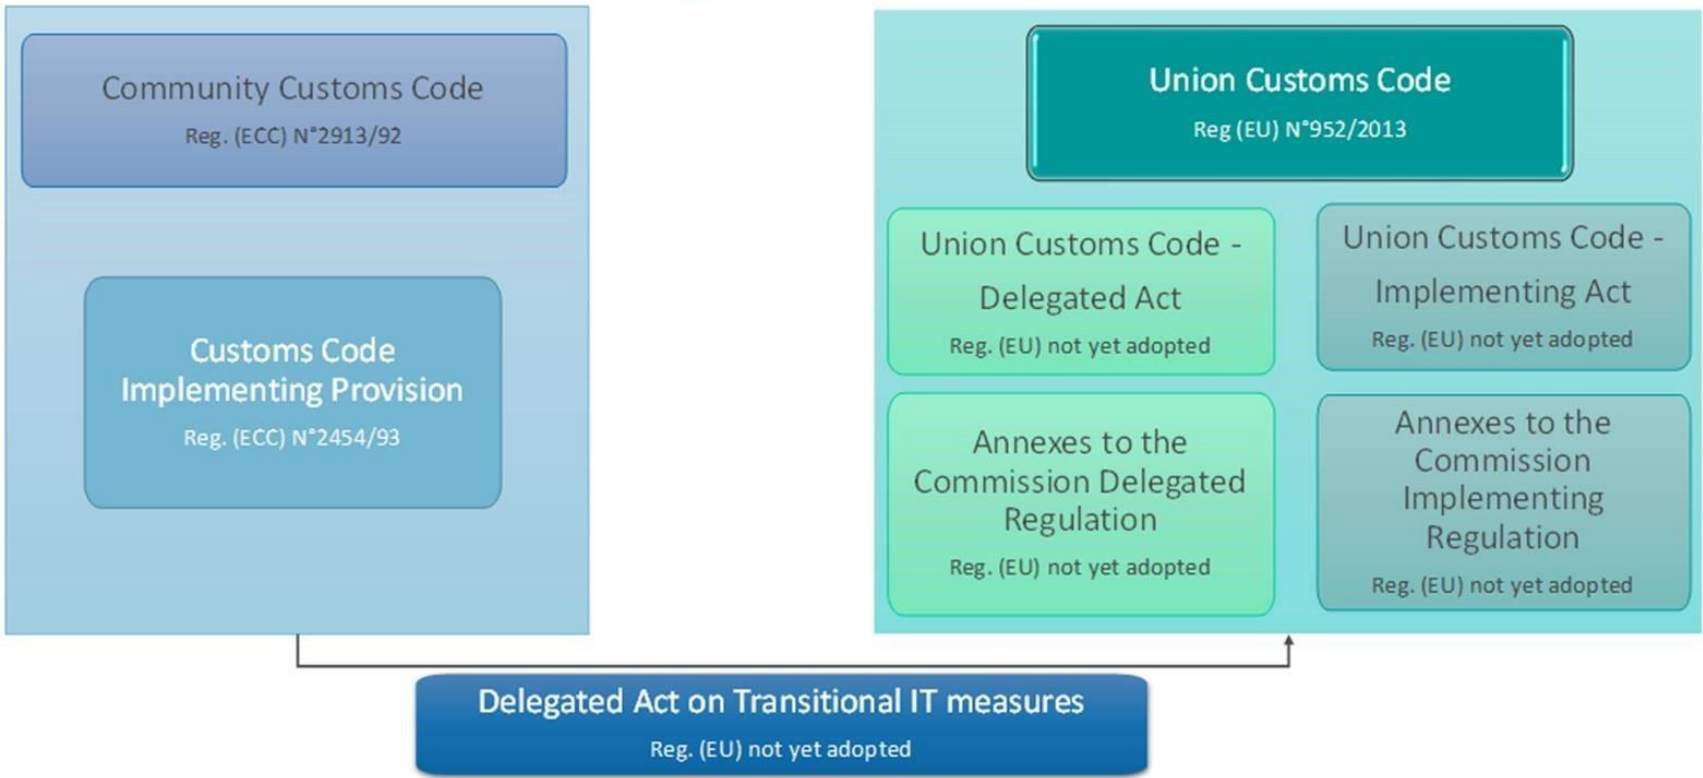 Community Customs Code
Reg. (ECC) N°2913/92
Customs Code
Implementing Provision
Reg. (ECC) N°2454/93
Union Customs Code
Reg (EU) N°952/2013
Union Customs Code -
Delegated Act
Reg. (EU) not yet adopted
Union Customs Code -
Implementing Act
Reg. (EU) not yet adopted
Annexes to the
Commission Delegated
Regulation
Reg. (EU) not yet adopted
Annexes to the
Commission
Implementing
Regulation
Reg. (EU) not yet adopted
Delegated Act on Transitional IT measures
Reg. (EU) not yet adopted